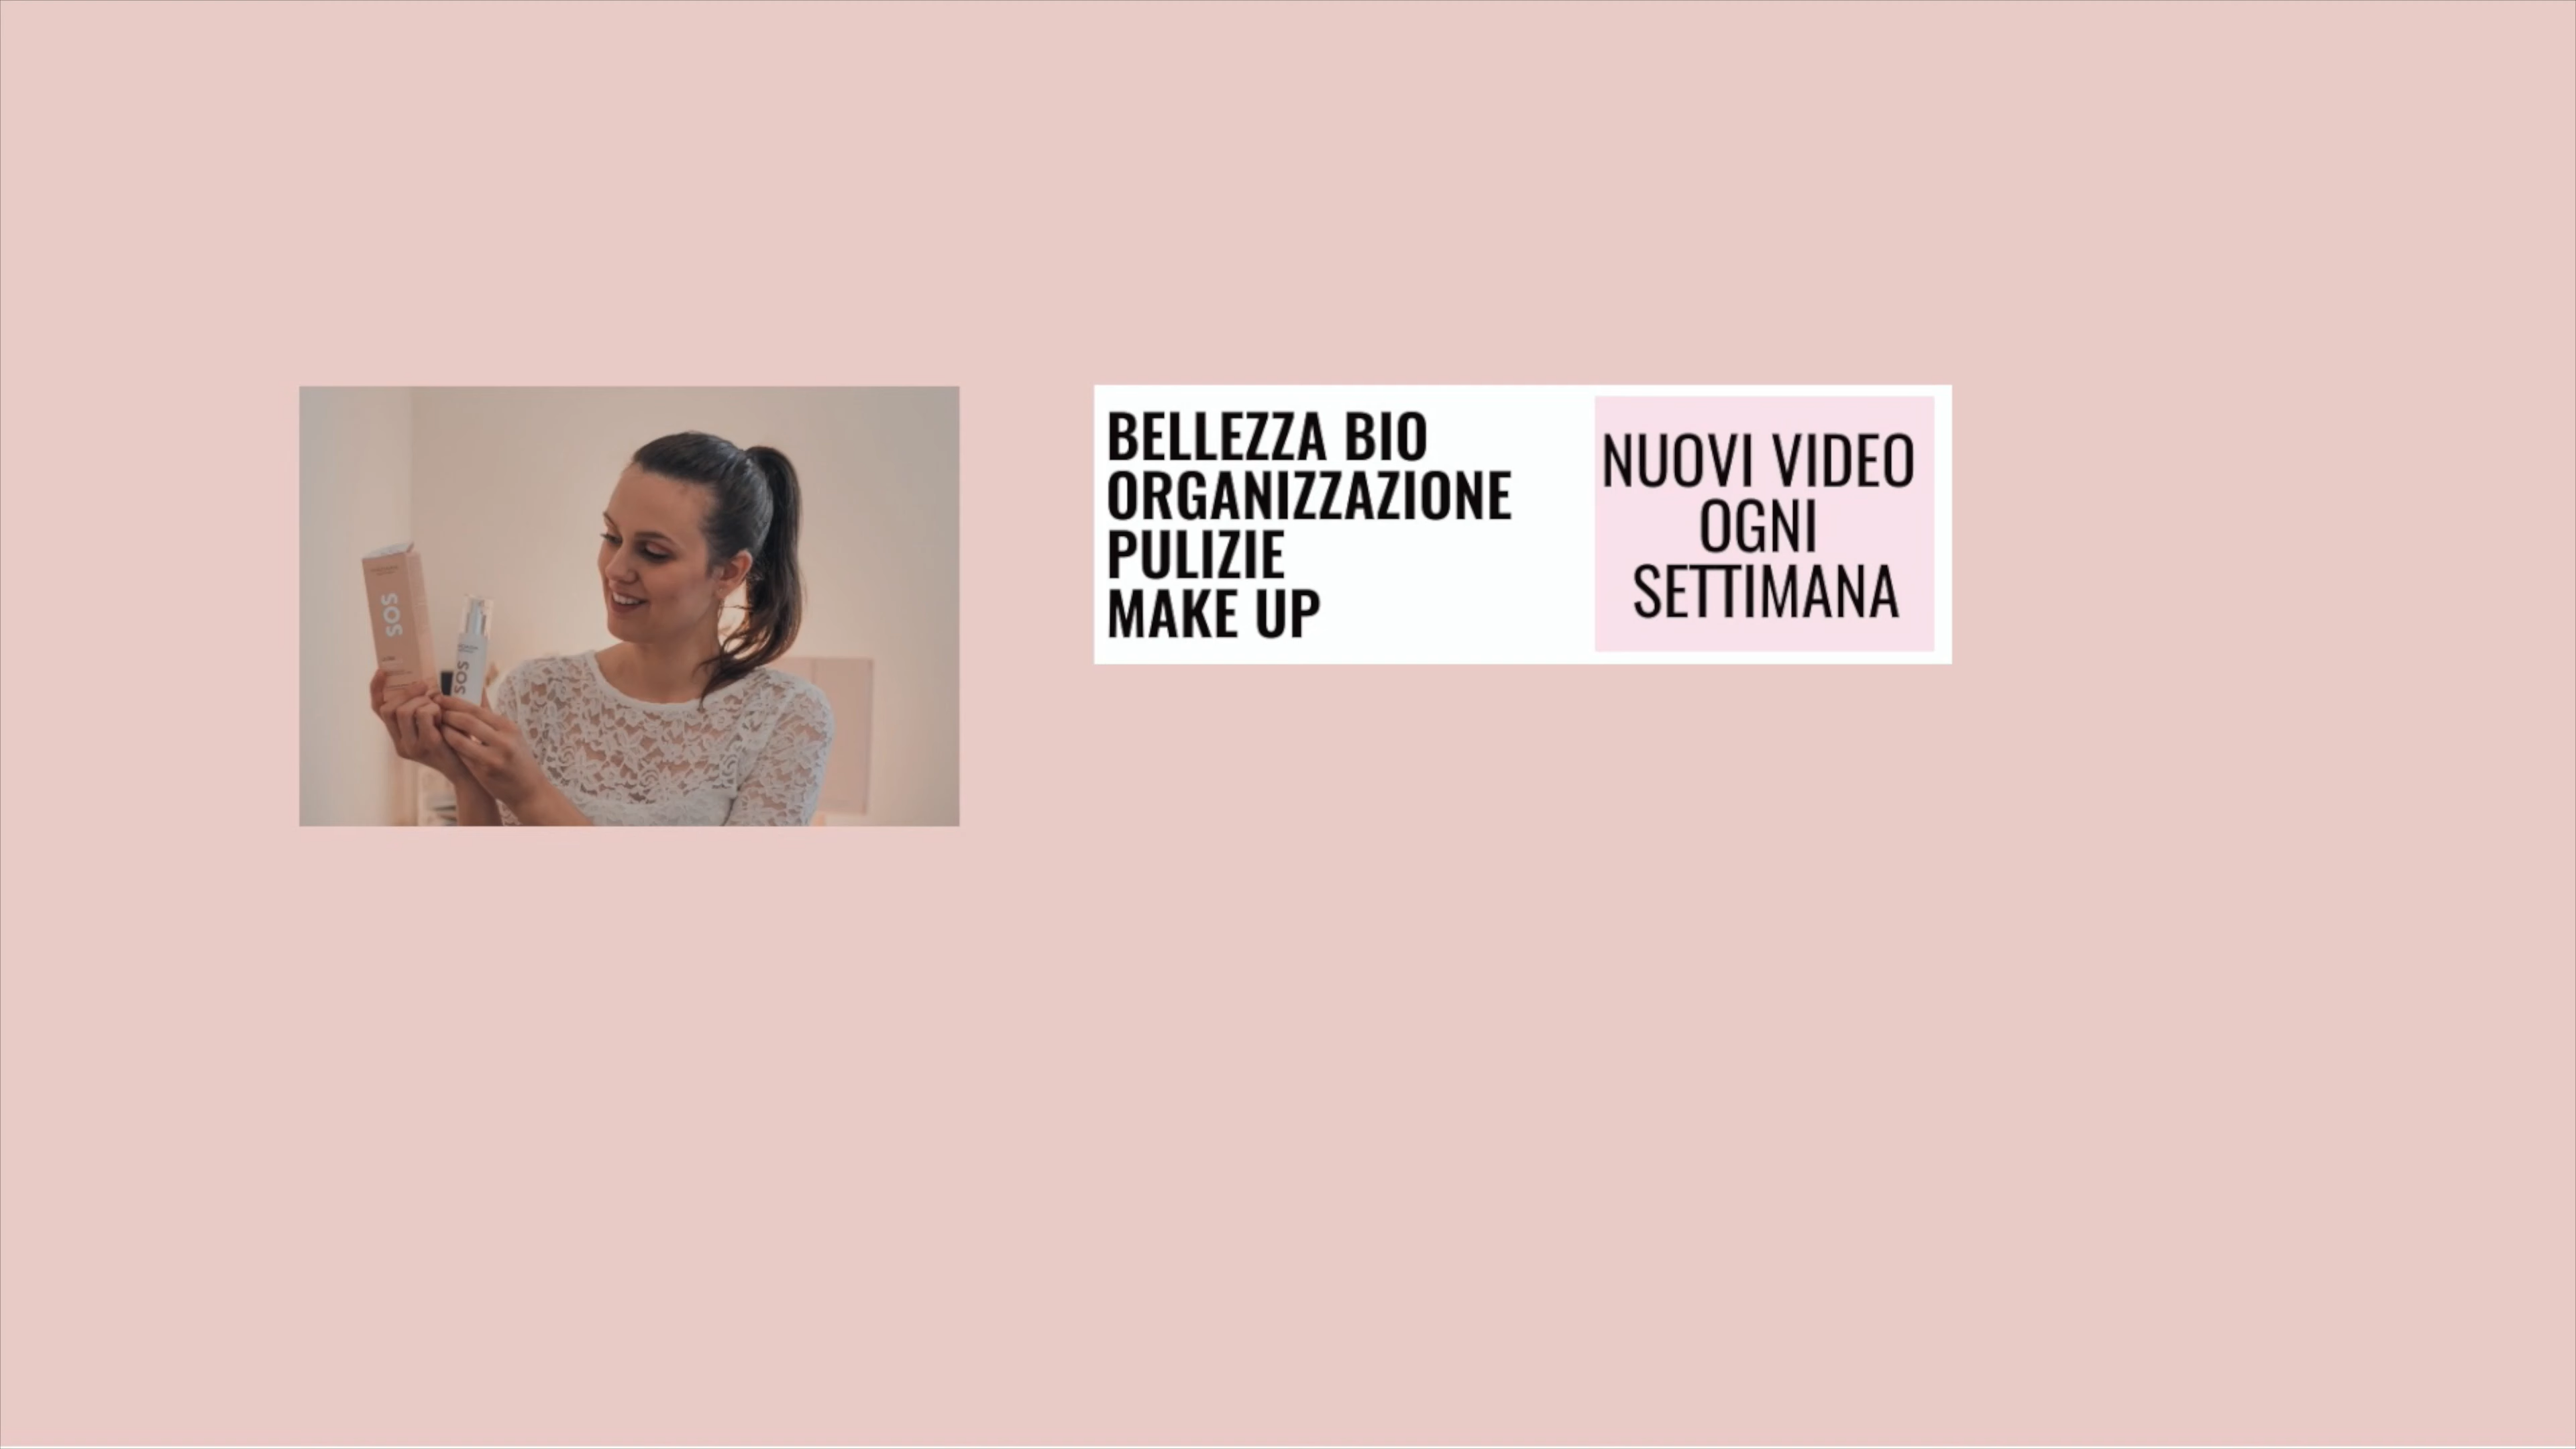 SOS
SOS
BELLEZZA BIO
ORGANIZZAZIONE
PULIZIE
MAKE UP
NUOVI VIDEO
OGNI
SETTIMANA